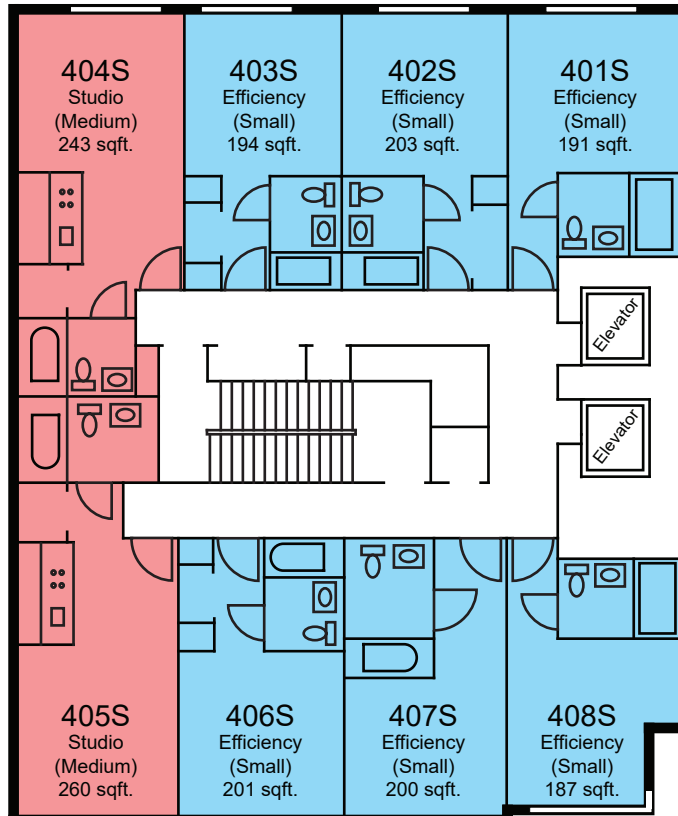 404S
Studio
(Medium)
243 sqft.
403S
Efficiency
(Small)
194 sqft.
402S
Efficiency
(Small)
203 sqft.
401S
Efficiency
(Small)
191 sqft.
Elevator
Elevator
405S
Studio
(Medium)
260 sqft.
406S
Efficiency
(Small)
201 sqft.
407S
Efficiency
(Small)
200 sqft.
408S
Efficiency
(Small)
187 sqft.